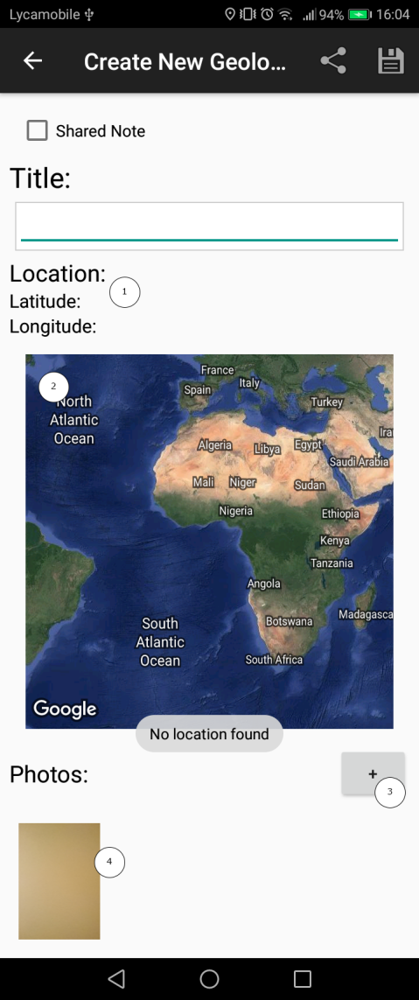 Lycamobile 94% 16:04
Create New Geolo...
Shared Note
Title:
Location:
1
Latitude:
Longitude:
2
France
Italy
Spain
North
Atlantic
Ocean
Turkey
Ira
Algeria
Libya
Egypt
Saudi Arabia
Mali
Niger
Sudan
Nigeria
Ethiopia
Kenya
Tanzania
Angola
Madagasca
Botswana
South
Atlantic
Ocean
South Africa
Google
No location found
Photos:
+
3
4